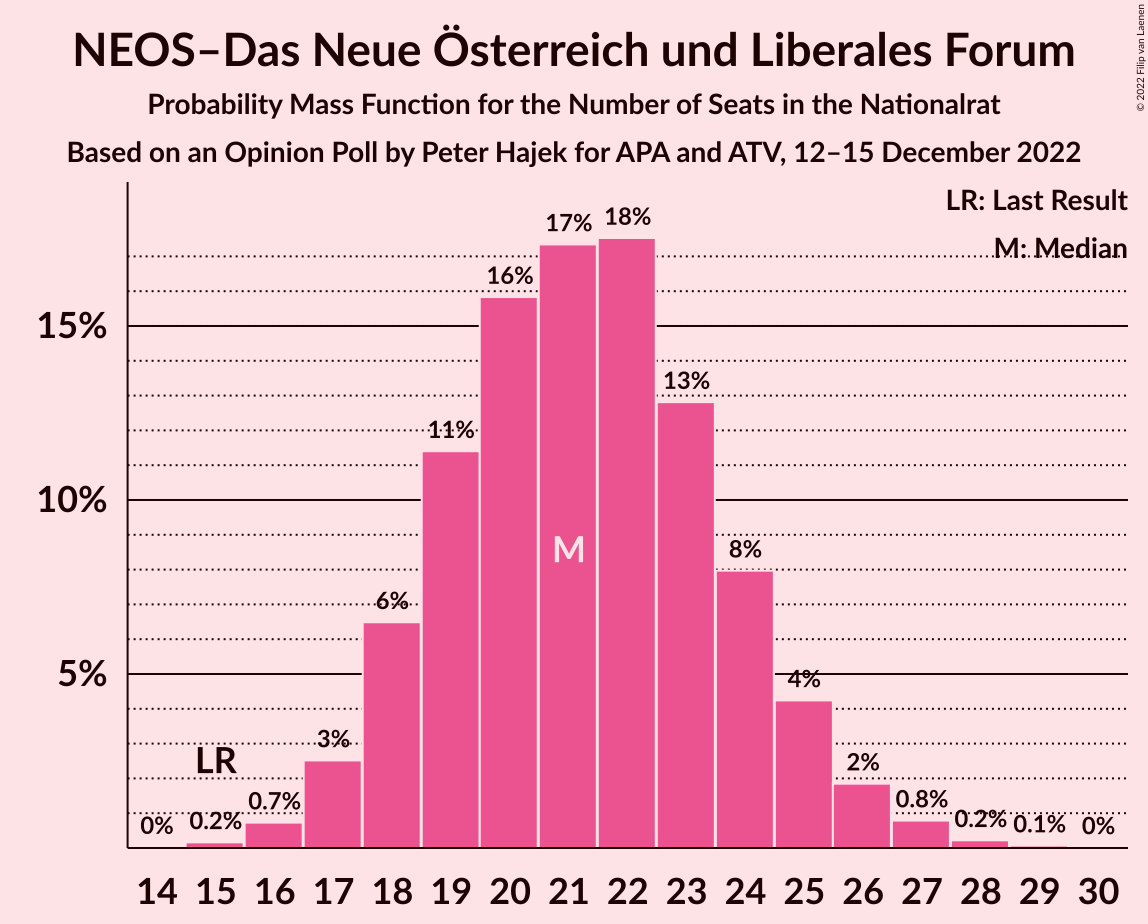 NEOS–Das Neue Österreich und Liberales Forum
Probability Mass Function for the Number of Seats in the Nationalrat
Based on an Opinion Poll by Peter Hajek for APA and ATV, 12–15 December 2022
© 2022 Filip van Laenen
LR: Last Result
M: Median
15%
10%
5%
0%
0.2%
0.7%
3%
6%
11%
16%
17%
18%
13%
8%
4%
2%
0.8%
0.2%
0.1%
0%
LR
M
14 15 16 17 18 19 20 21 22 23 24 25 26 27 28 29 30